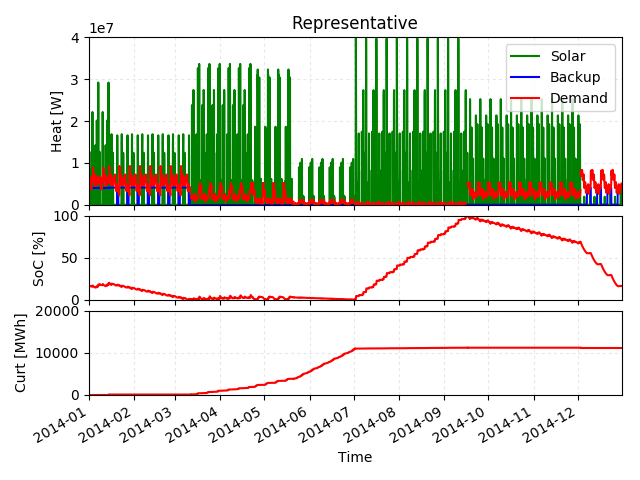 Representative
1e7
4
3
2
1
0
Heat [W]
Solar
Backup
Demand
100
50
0
SoC [%]
20000
10000
0
Curt [MWh]
2014-01
2014-02
2014-03
2014-04
2014-05
2014-06
2014-07
2014-08
2014-09
2014-10
2014-11
2014-12
Time